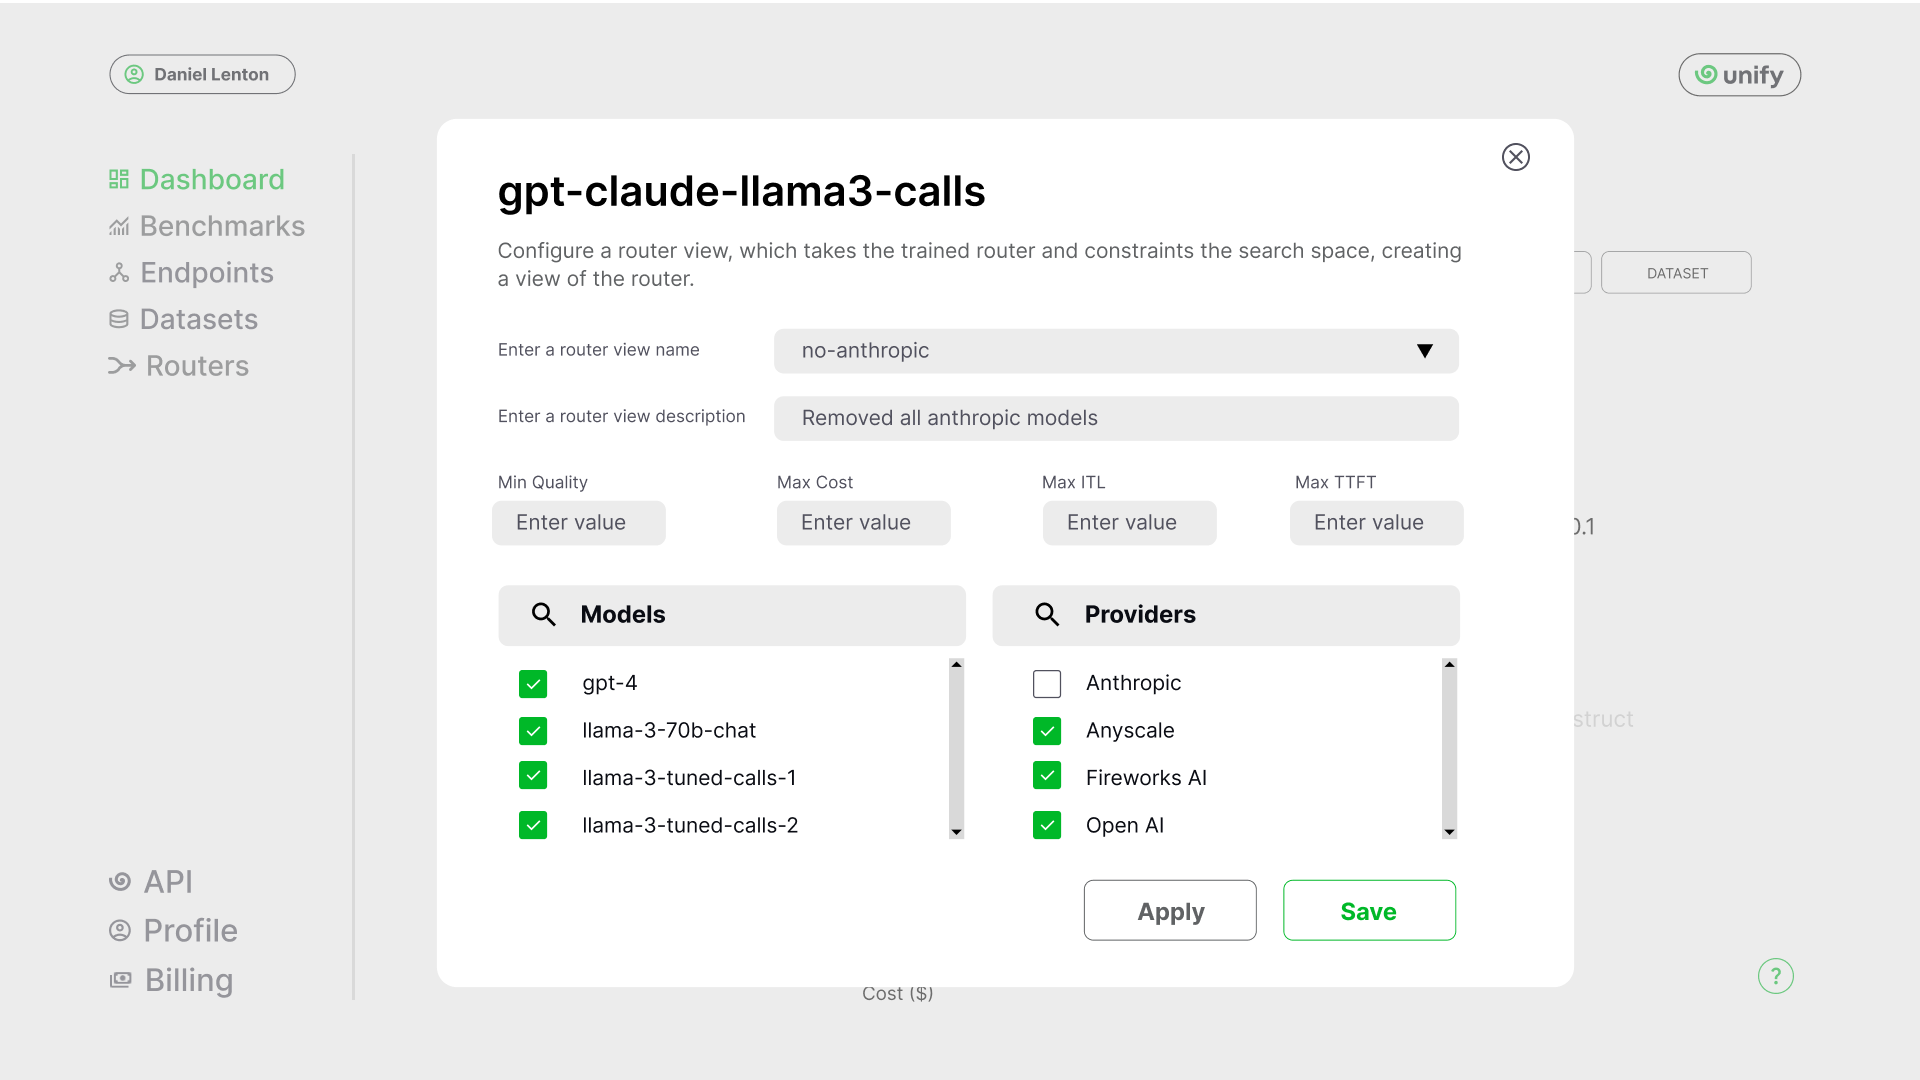 Daniel Lenton
unify
Dashboard
Benchmarks
Endpoints
Datasets
Routers
API
Profile
Billing
gpt-claude-llama3-calls
Configure a router view, which takes the trained router and constraints the search space, creating
a view of the router.
DATASET
Enter a router view name
no-anthropic
Enter a router view description
Removed all anthropic models
Min Quality
Max Cost
Max ITL
Max TTFT
Enter value
Enter value
Enter value
Enter value
0.1
Models
Providers
gpt-4
llama-3-70b-chat
llama-3-tuned-calls-1
llama-3-tuned-calls-2
Anthropic
Anyscale
Fireworks AI
Open AI
struct
Apply
Save
Cost ($)
?